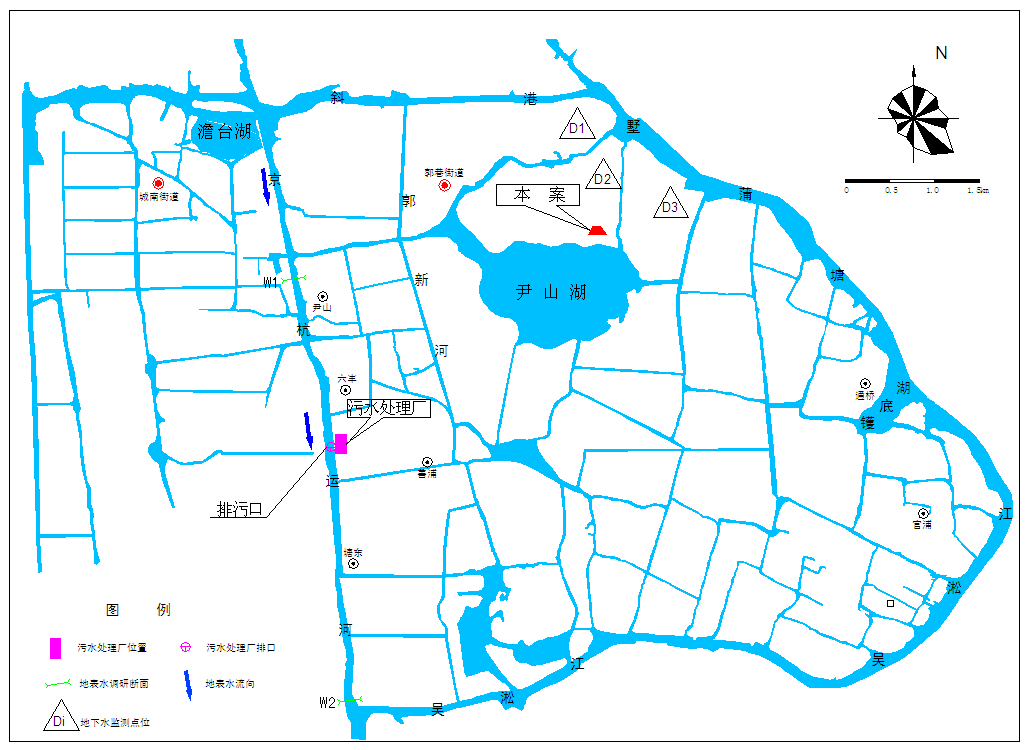 N
0 0.5 1.0 1.5km
斜 港
澹台湖
D1
墅
郭巷街道
D2
京
城南街道
本 案
蒲
郭
D3
新
塘
W1
尹山湖
尹山
杭
河
六丰
通桥
湖
底
镬
污水处理厂
运
善浦
排污口
官浦
江
塘东
淞
图 例
河
污水处理厂位置
污水处理厂排口
吴
江
地表水调研断面
地表水流向
W2
淞
吴
Di
地下水监测点位